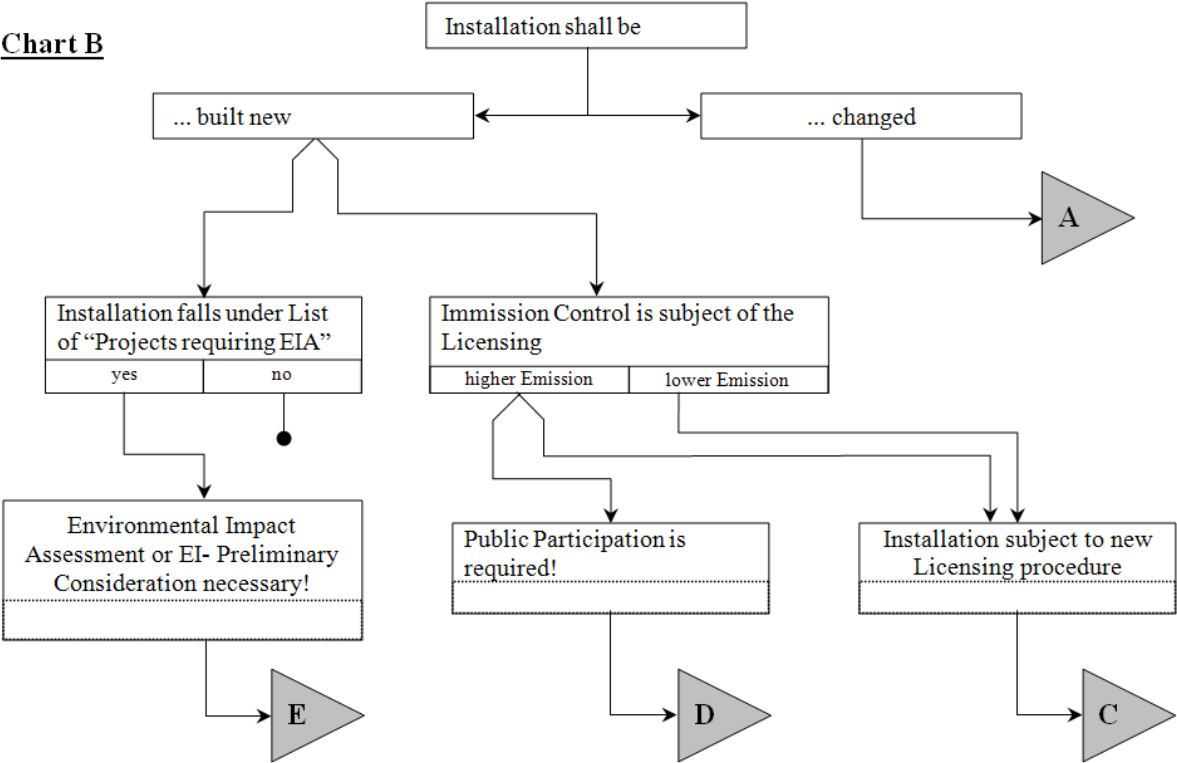 Chart B
Installation shall be
... built new
... changed
A
Installation falls under List
of “Projects requiring EIA”
yes
no
Immission Control is subject of the
Licensing
higher Emission
lower Emission
Environmental Impact
Assessment or EI- Preliminary
Consideration necessary!
Public Participation is
required!
Installation subject to new
Licensing procedure
E
D
C